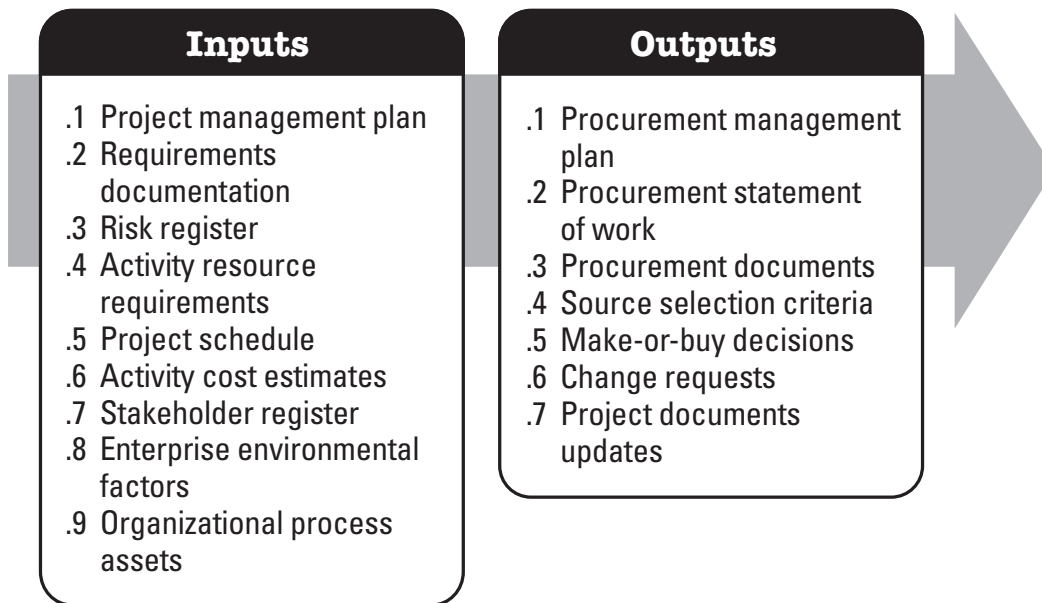 Inputs
.1 Project management plan
.2 Requirements
documentation
.3 Risk register
.4 Activity resource
requirements
.5 Project schedule
.6 Activity cost estimates
.7 Stakeholder register
.8 Enterprise environmental
factors
.9 Organizational process
assets
Outputs
.1 Procurement management
plan
.2 Procurement statement
of work
.3 Procurement documents
.4 Source selection criteria
.5 Make-or-buy decisions
.6 Change requests
.7 Project documents
updates